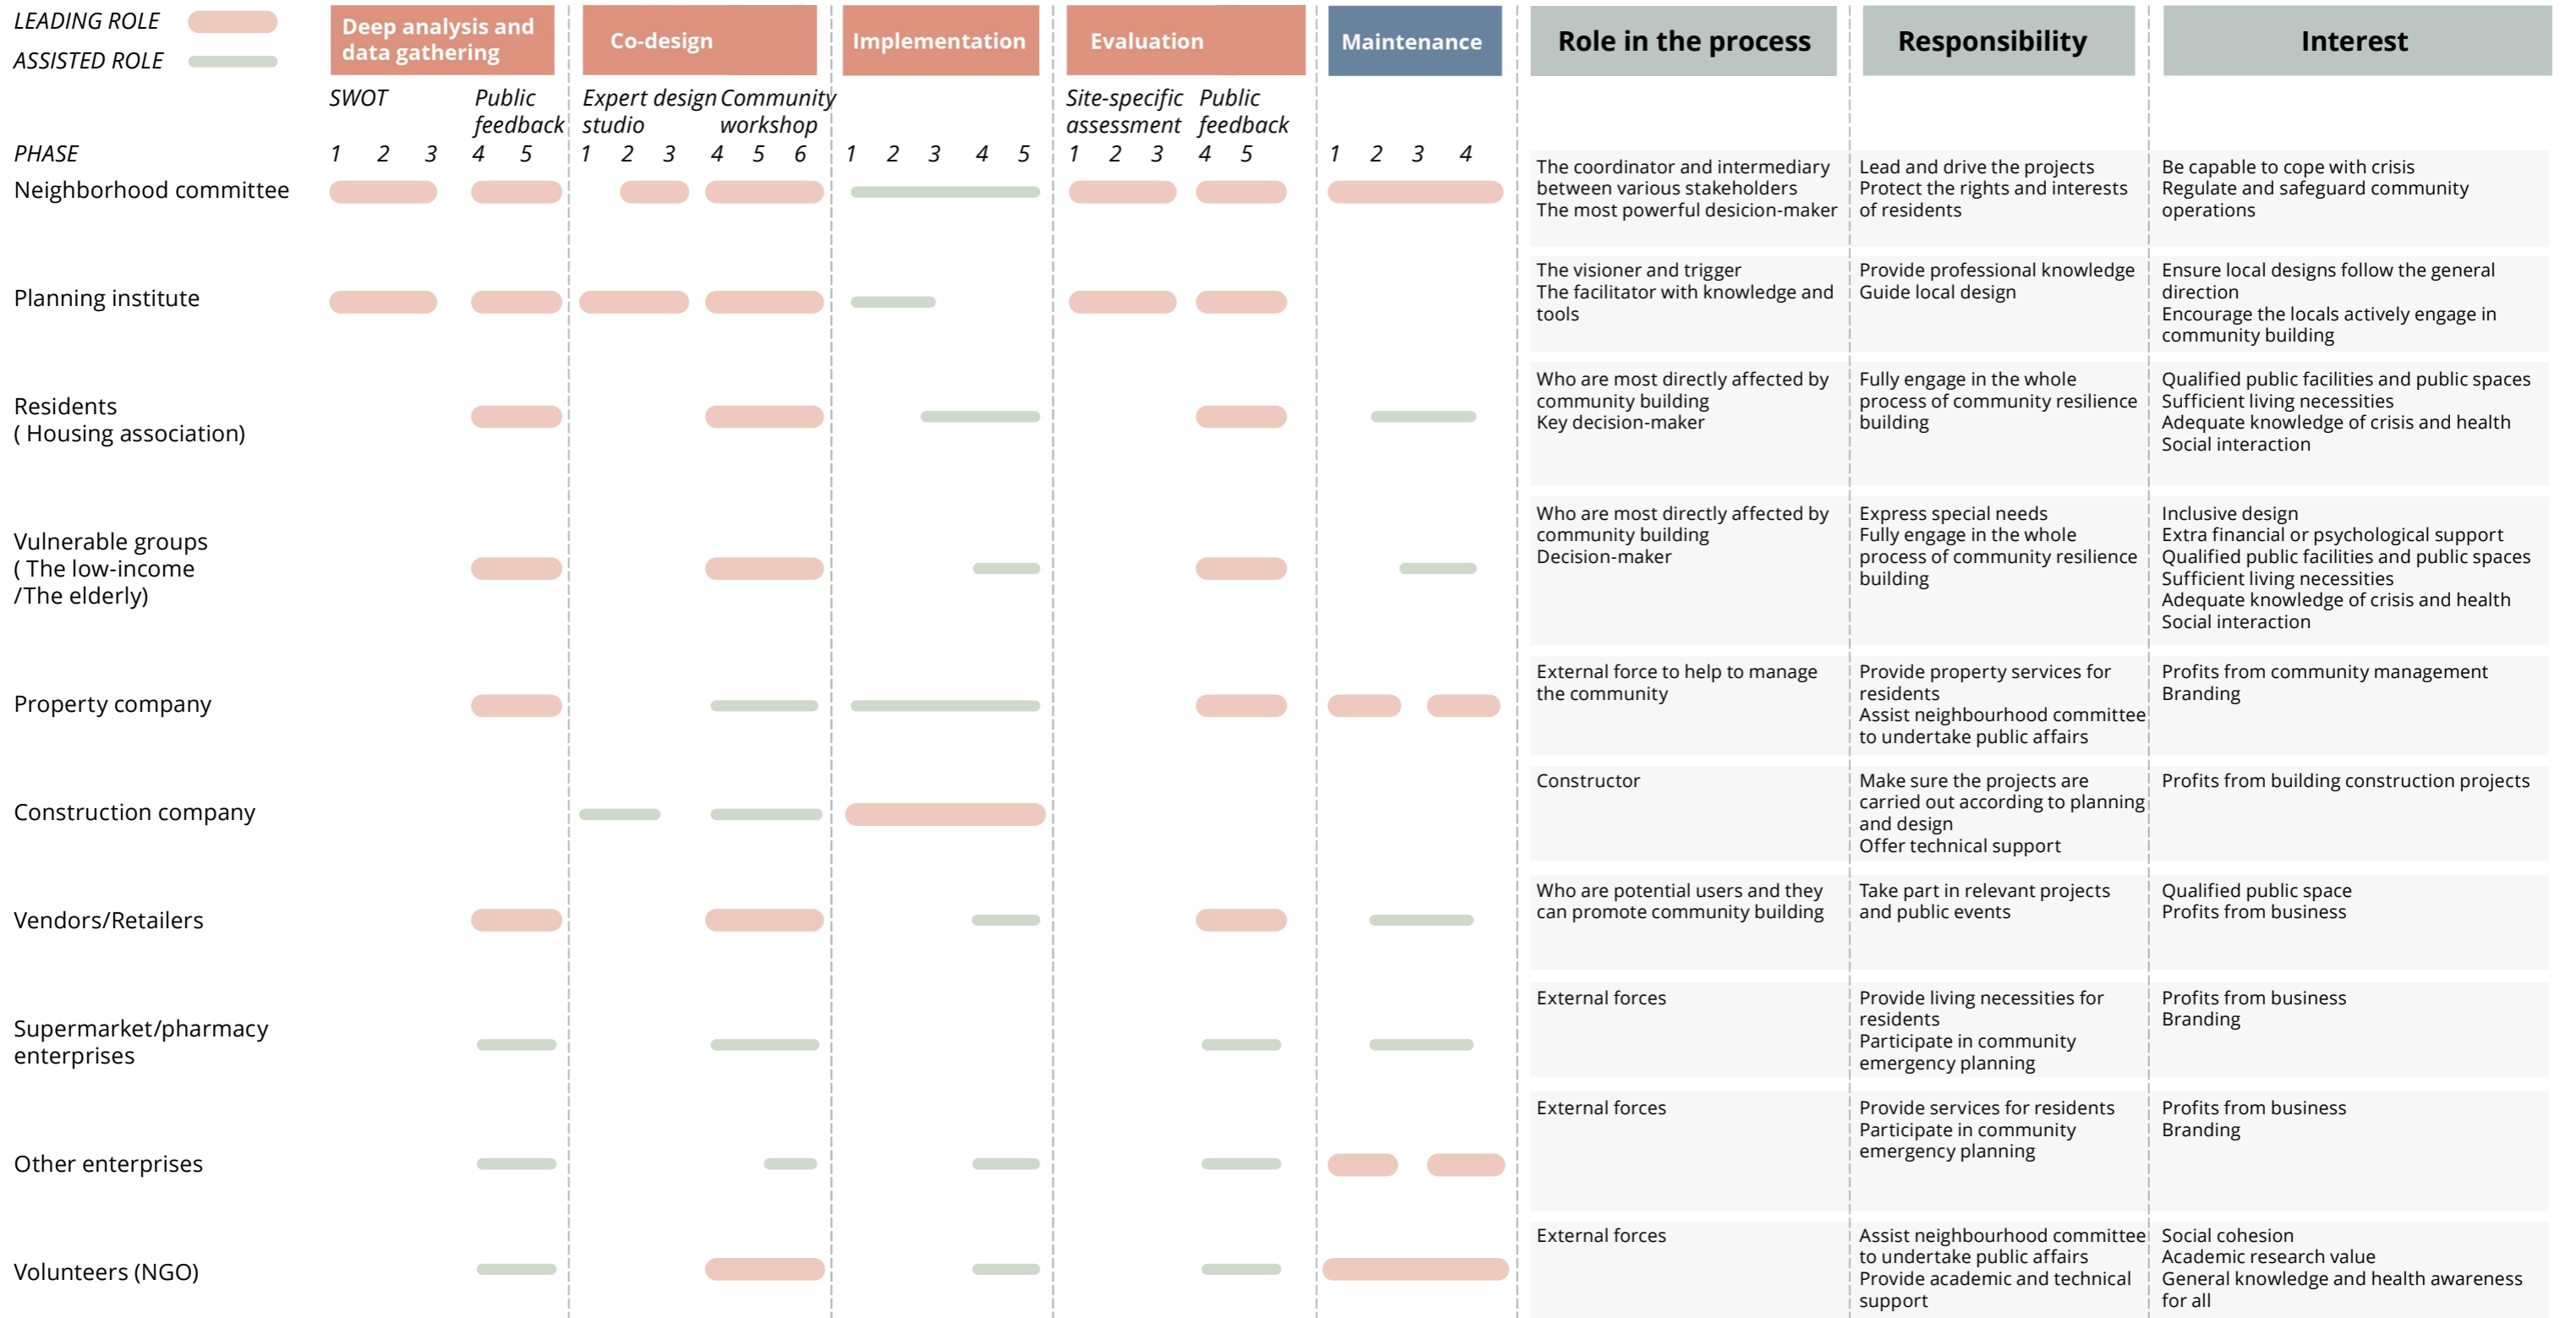 LEADING ROLE
ASSISTED ROLE
Deep analysis and
data gathering
Co-design
Implementation
Evaluation
Maintenance
Role in the process
Responsibility
Interest
SWOT
Public
feedback
Expert design
studio
Community
workshop
Site-specific
assessment
Public
feedback
PHASE
1 2 3 4 5
1 2 3 4 5 6
1 2 3 4 5
1 2 3 4 5
1 2 3 4
Neighborhood committee
The coordinator and intermediary
between various stakeholders
The most powerful desicion-maker
Lead and drive the projects
Protect the rights and interests
of residents
Be capable to cope with crisis
Regulate and safeguard community
operations
Planning institute
The visioner and trigger
The facilitator with knowledge and
tools
Provide professional knowledge
Guide local design
Ensure local designs follow the general
direction
Encourage the locals actively engage in
community building
Residents
( Housing association)
Who are most directly affected by
community building
Key decision-maker
Fully engage in the whole
process of community resilience
building
Qualified public facilities and public spaces
Sufficient living necessities
Adequate knowledge of crisis and health
Social interaction
Vulnerable groups
( The low-income
/The elderly)
Who are most directly affected by
community building
Decision-maker
Express special needs
Fully engage in the whole
process of community resilience
building
Inclusive design
Extra financial or psychological support
Qualified public facilities and public spaces
Sufficient living necessities
Adequate knowledge of crisis and health
Social interaction
Property company
External force to help to manage
the community
Provide property services for
residents
Assist neighbourhood committee
to undertake public affairs
Profits from community management
Branding
Construction company
Constructor
Make sure the projects are
carried out according to planning
and design
Offer technical support
Profits from building construction projects
Vendors/Retailers
Who are potential users and they
can promote community building
Take part in relevant projects
and public events
Qualified public space
Profits from business
Supermarket/pharmacy
enterprises
External forces
Provide living necessities for
residents
Participate in community
emergency planning
Profits from business
Branding
Other enterprises
External forces
Provide services for residents
Participate in community
emergency planning
Profits from business
Branding
Volunteers (NGO)
External forces
Assist neighbourhood committee
to undertake public affairs
Provide academic and technical
support
Social cohesion
Academic research value
General knowledge and health awareness
for all